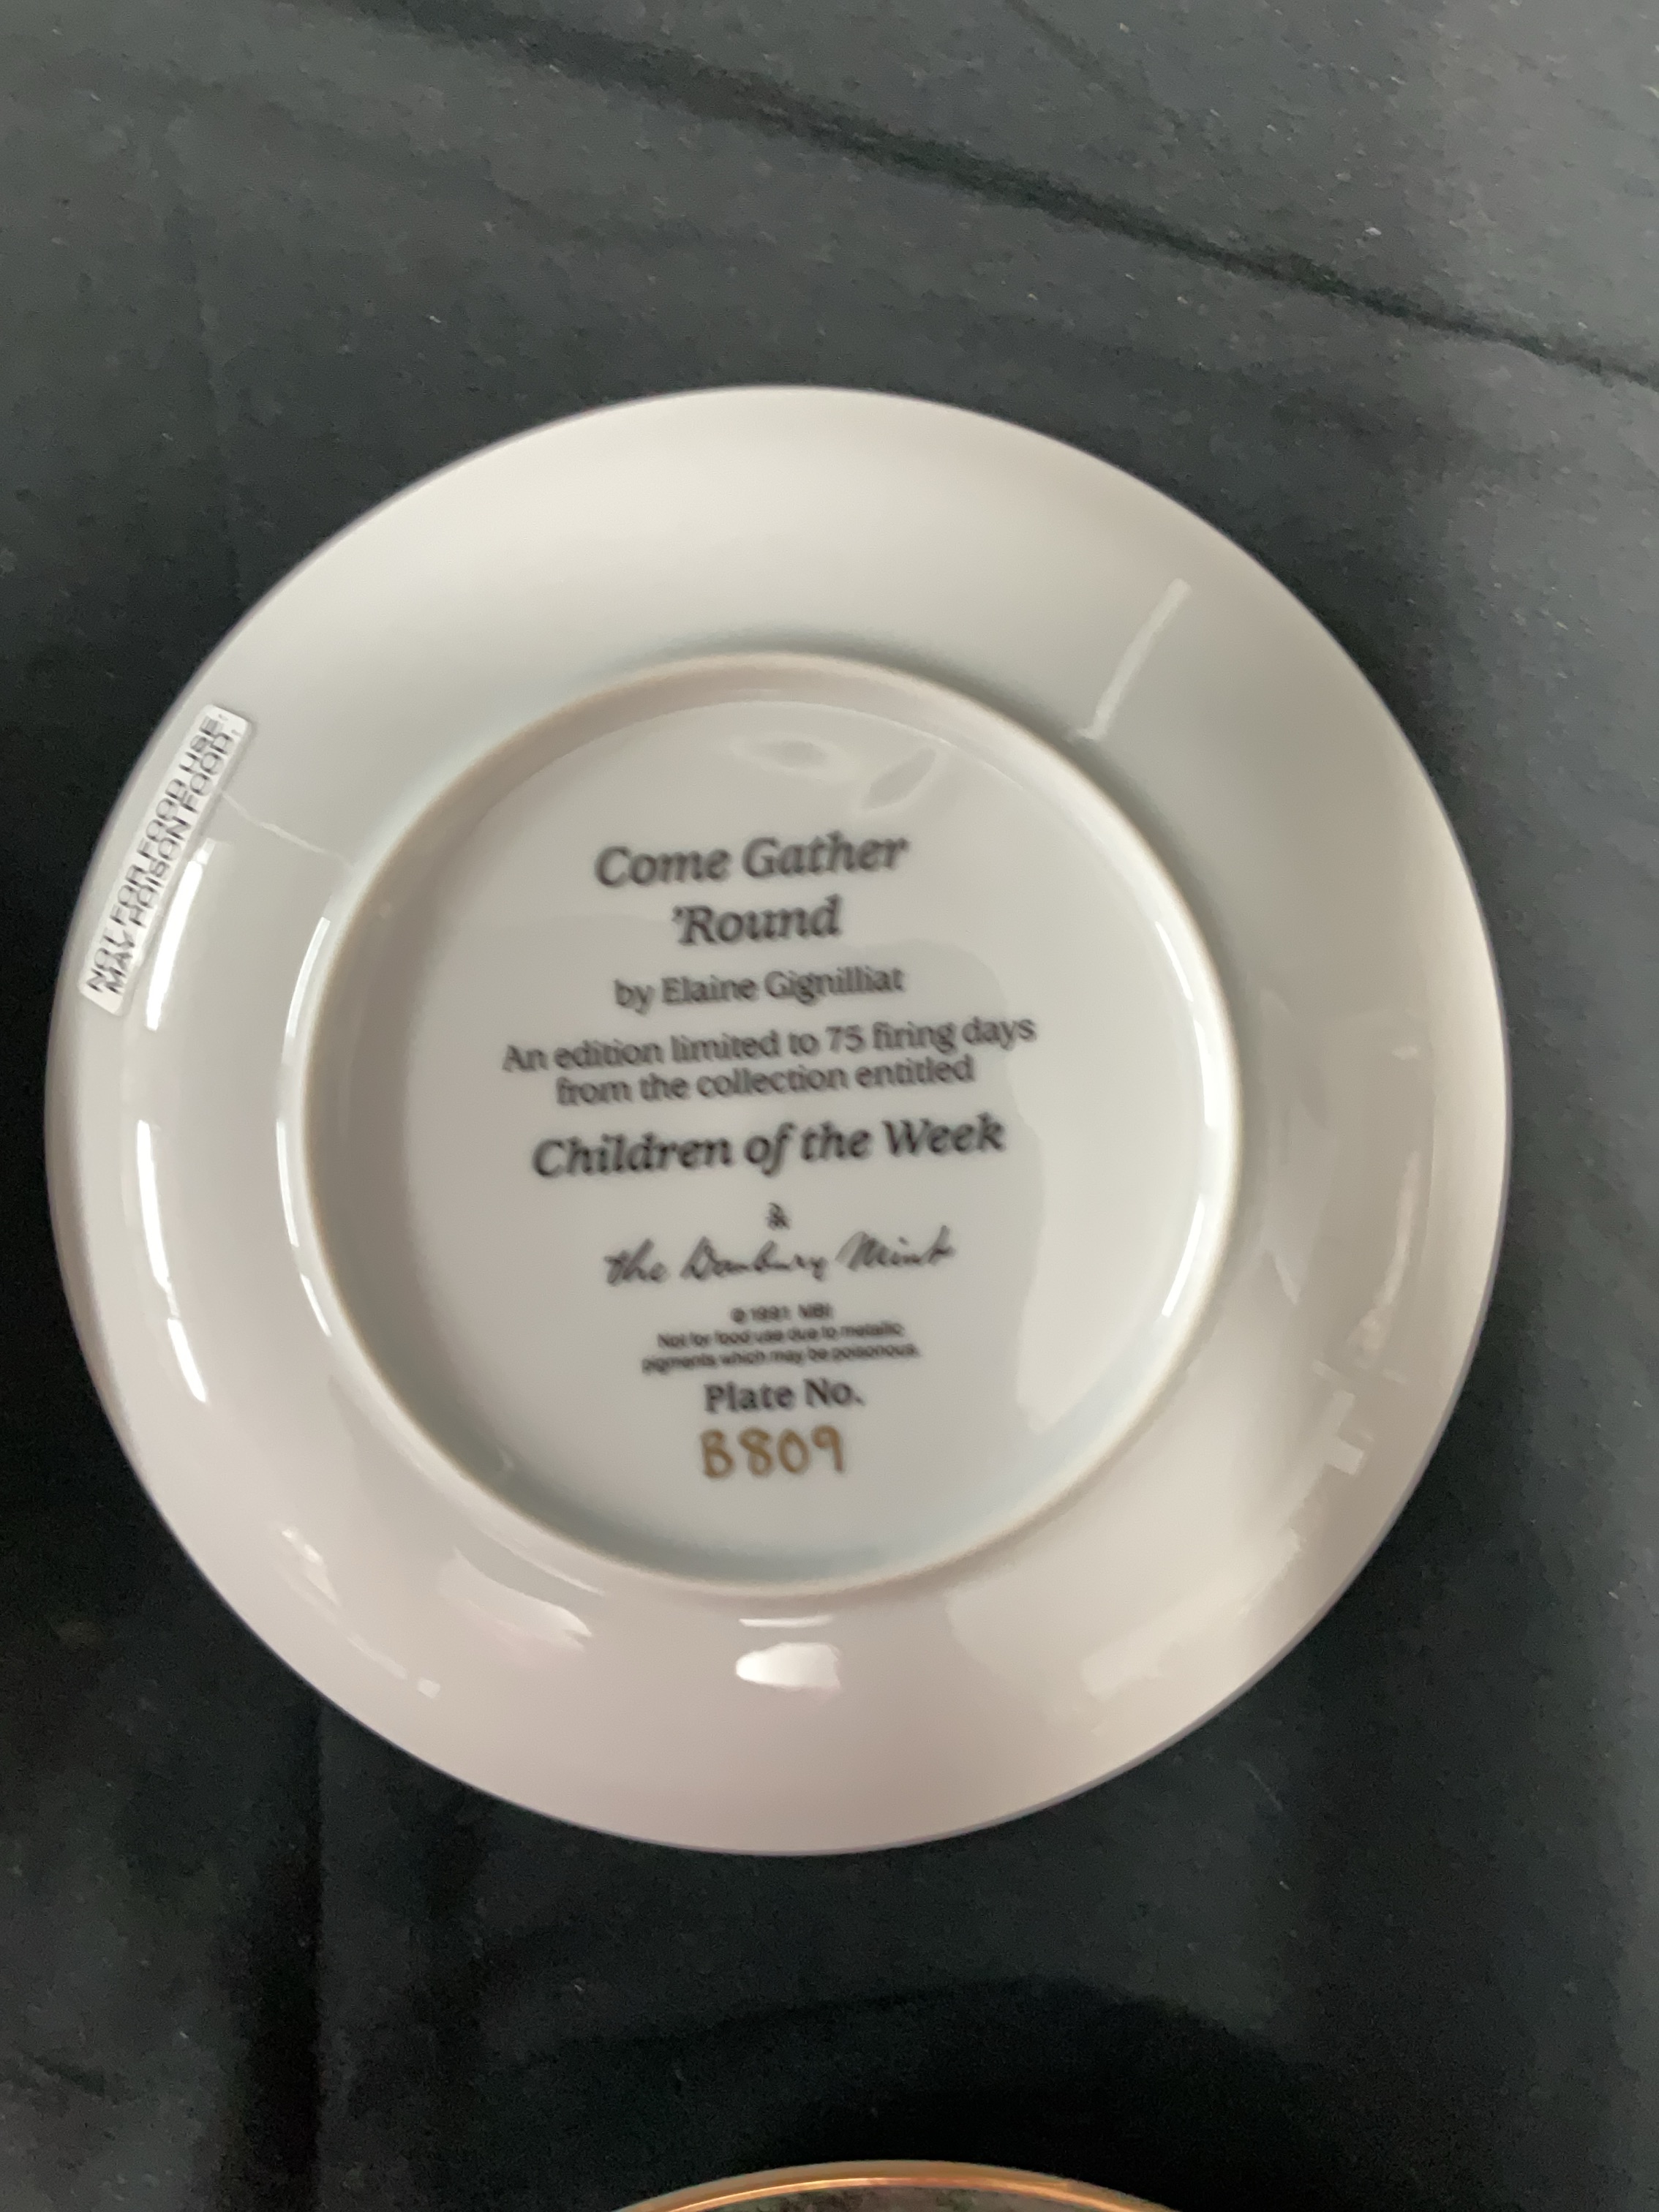 Come Gather
'Round
by Elaine Gignilliat
An edition limited to 75 firing days
from the collection entitled
Children of the Week
&
the Danbury Mint
© 1991 MBI
Not for food use due to metallic
pigments which may be poisonous.
Plate No.
B809
NOT FOR FOOD USE.
MAY POISON FOOD.